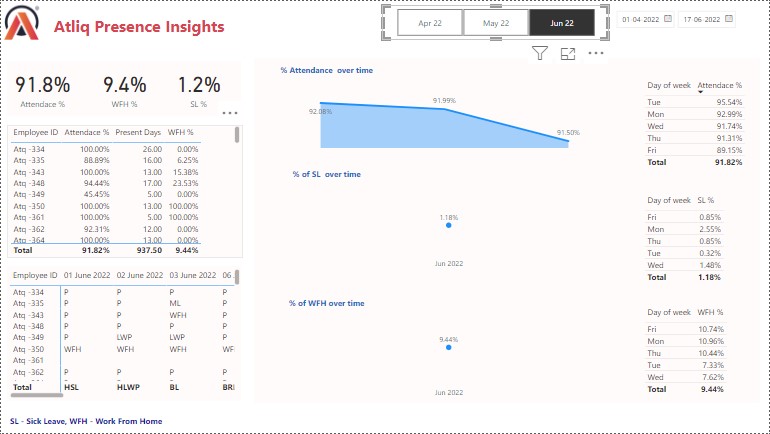 Atliq Presence Insights
Apr 22 May 22 Jun 22
01-04-2022 17-06-2022
91.8% 9.4% 1.2%
Attendace % WFH % SL %
Employee ID Attendace % Present Days WFH %
Atq -334 100.00% 26.00 0.00%
Atq -335 88.89% 16.00 6.25%
Atq -343 100.00% 13.00 15.38%
Atq -348 94.44% 17.00 23.53%
Atq -349 45.45% 5.00 0.00%
Atq -350 100.00% 13.00 100.00%
Atq -361 100.00% 5.00 100.00%
Atq -362 92.31% 12.00 0.00%
Atq -364 100.00% 13.00 0.00%
Total 91.82% 937.50 9.44%
Employee ID 01 June 2022 02 June 2022 03 June 2022 06
Atq -334 P P P P
Atq -335 P P ML P
Atq -343 P P WFH P
Atq -348 P P P P
Atq -349 P LWP LWP P
Atq -350 WFH WFH WFH WF
Atq -361
Atq -362 P P P P
Total HSL HLWP BL BRI
% Attendance over time
92.08%
91.99%
91.50%
% of SL over time
1.18%
Jun 2022
% of WFH over time
9.44%
Jun 2022
Day of week Attendance %
Tue 95.54%
Mon 92.99%
Wed 91.74%
Thu 91.31%
Fri 89.15%
Total 91.82%
Day of week SL %
Fri 0.85%
Mon 2.55%
Thu 0.85%
Tue 0.32%
Wed 1.48%
Total 1.18%
Day of week WFH %
Fri 10.74%
Mon 10.96%
Thu 10.44%
Tue 7.33%
Wed 7.62%
Total 9.44%
SL - Sick Leave, WFH - Work From Home